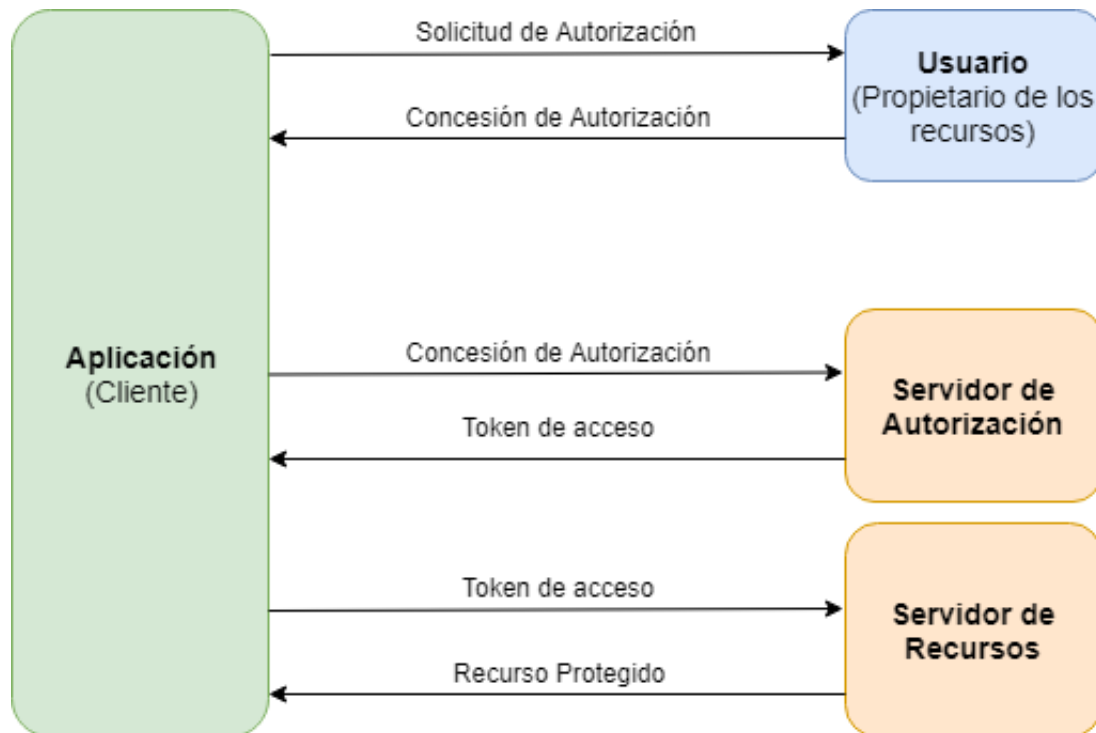 Solicitud de Autorización
Usuario
(Propietario de los
recursos)
Concesión de Autorización
Aplicación
(Cliente)
Concesión de Autorización
Servidor de
Autorización
Token de acceso
Token de acceso
Servidor de
Recursos
Recurso Protegido